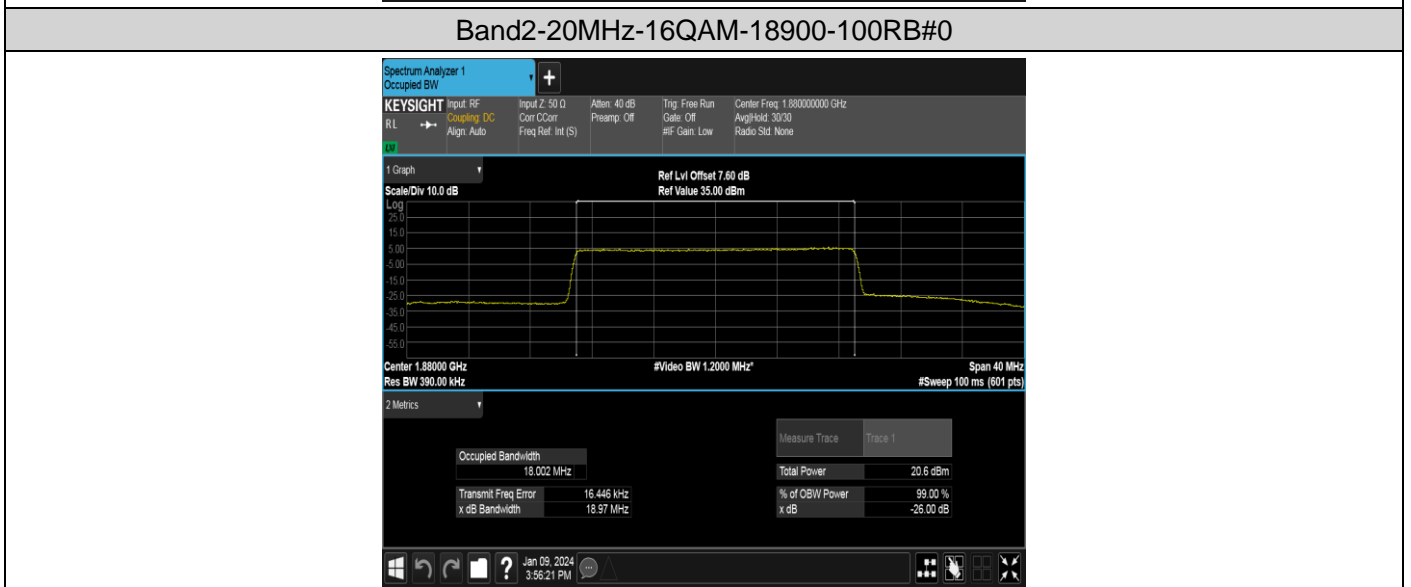 Band2-20MHz-16QAM-18900-100RB#0
Spectrum Analyzer 1
Occupied BW
KEYSIGHT
RL
Input: RF
Coupling: DC
Align: Auto
Input Z: 50 Ω
Corr CCorr
Freq Ref: Int (S)
Atten: 40 dB
Preamp: Off
Trig: Free Run
Gate: Off
#IF Gain: Low
Center Freq: 1.880000000 GHz
Avg|Hold: 30/30
Radio Std: None
LXI
1 Graph
Scale/Div 10.0 dB
Ref Lvl Offset 7.60 dB
Ref Value 35.00 dBm
Log
25.0
15.0
5.00
-5.00
-15.0
-25.0
-35.0
-45.0
-55.0
Center 1.88000 GHz
#Video BW 1.2000 MHz*
Span 40 MHz
Res BW 390.00 kHz
#Sweep 100 ms (601 pts)
2 Metrics
Measure Trace Trace 1
Occupied Bandwidth
18.002 MHz
Total Power 20.6 dBm
Transmit Freq Error 16.446 kHz
% of OBW Power 99.00 %
x dB Bandwidth 18.97 MHz
x dB -26.00 dB
?
Jan 09, 2024
3:56:21 PM